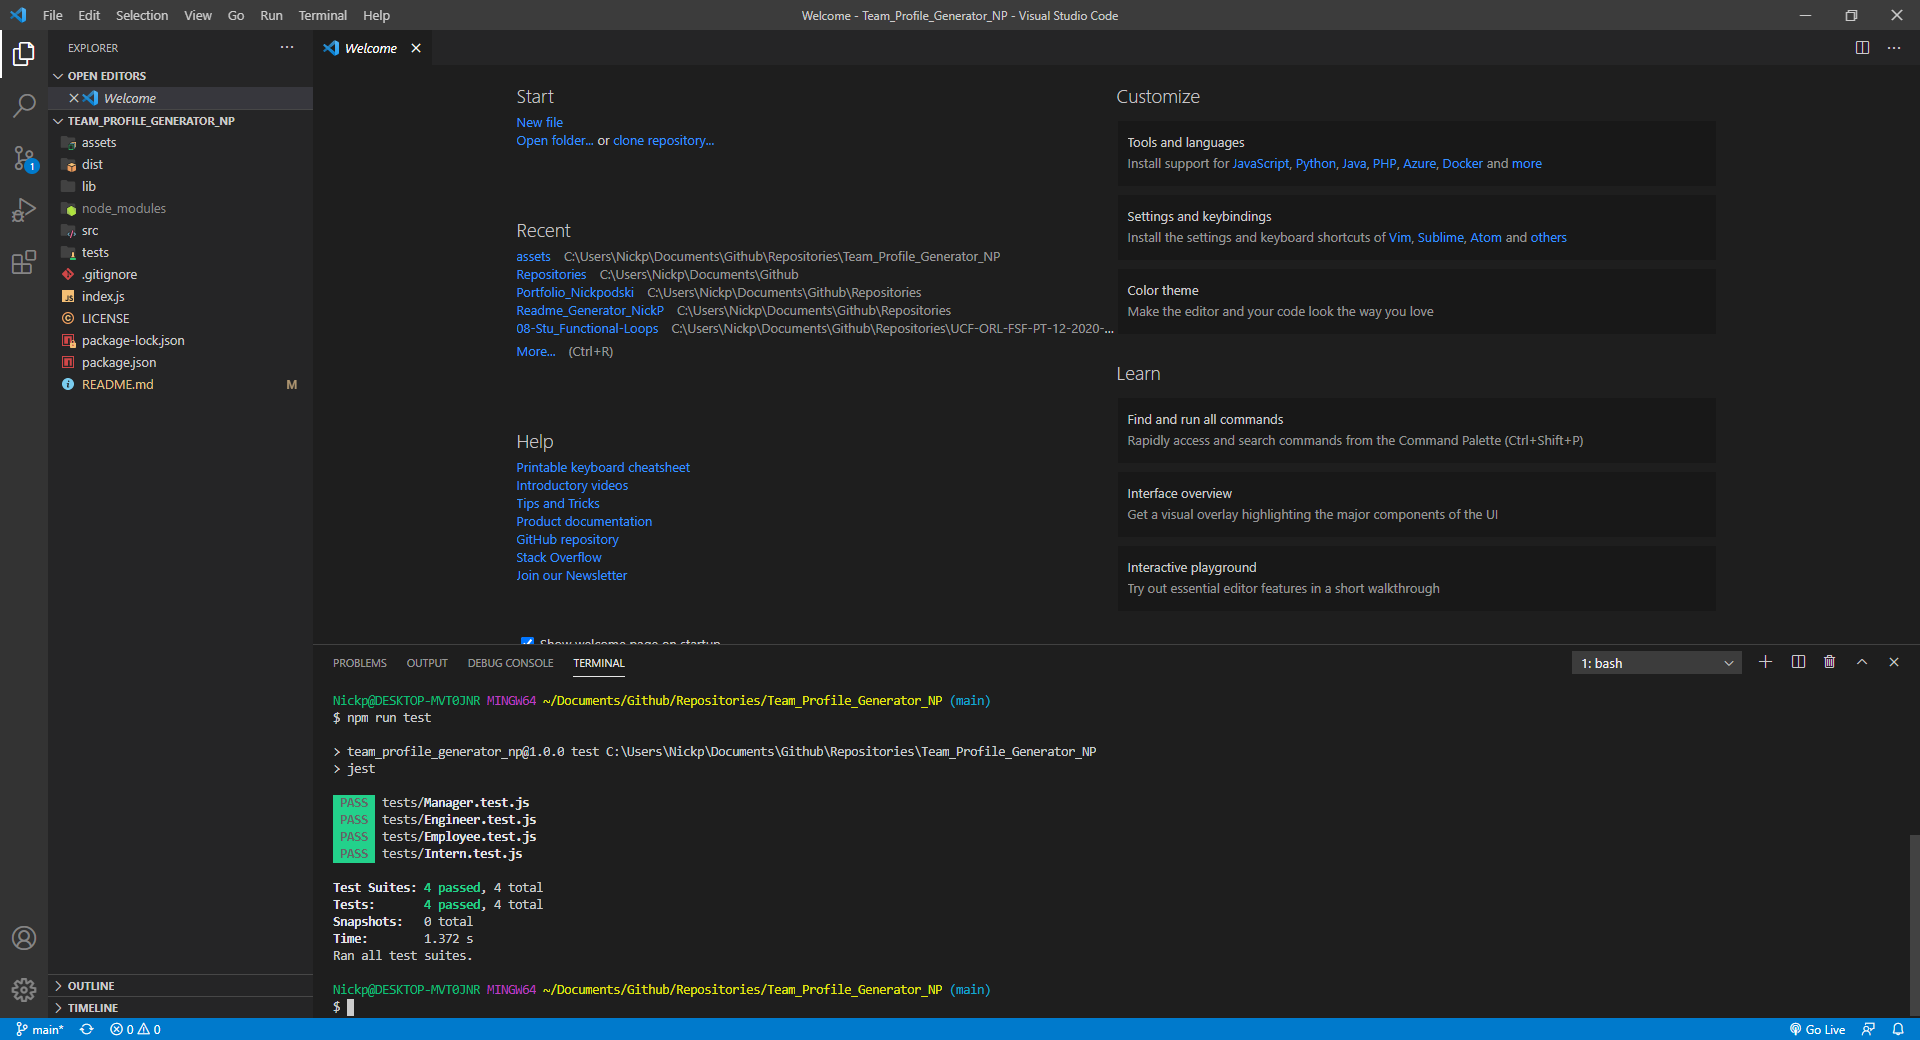 File Edit Selection View Go Run Terminal Help
Welcome - Team_Profile_Generator_NP - Visual Studio Code
EXPLORER
OPEN EDITORS
Welcome
TEAM_PROFILE_GENERATOR_NP
assets
dist
lib
node_modules
src
tests
.gitignore
index.js
LICENSE
package-lock.json
package.json
README.md M
OUTLINE
TIMELINE
Welcome
Start
New file
Open folder... or clone repository...
Recent
assets C:\Users\Nickp\Documents\Github\Repositories\Team_Profile_Generator_NP
Repositories C:\Users\Nickp\Documents\Github
Portfolio_Nickpodski C:\Users\Nickp\Documents\Github\Repositories
Readme_Generator_NickP C:\Users\Nickp\Documents\Github\Repositories
08-Stu_Functional-Loops C:\Users\Nickp\Documents\Github\Repositories\UCF-ORL-FSF-PT-12-2020-...
More... (Ctrl+R)
Help
Printable keyboard cheatsheet
Introductory videos
Tips and Tricks
Product documentation
GitHub repository
Stack Overflow
Join our Newsletter
Show welcome page on startup
Customize
Tools and languages
Install support for JavaScript, Python, Java, PHP, Azure, Docker and more
Settings and keybindings
Install the settings and keyboard shortcuts of Vim, Sublime, Atom and others
Color theme
Make the editor and your code look the way you love
Learn
Find and run all commands
Rapidly access and search commands from the Command Palette (Ctrl+Shift+P)
Interface overview
Get a visual overlay highlighting the major components of the UI
Interactive playground
Try out essential editor features in a short walkthrough
PROBLEMS OUTPUT DEBUG CONSOLE TERMINAL
1: bash
Nickp@DESKTOP-MVT0JNR MINGW64 ~/Documents/Github/Repositories/Team_Profile_Generator_NP (main)
$ npm run test
> team_profile_generator_np@1.0.0 test C:\Users\Nickp\Documents\Github\Repositories\Team_Profile_Generator_NP
> jest
PASS tests/Manager.test.js
PASS tests/Engineer.test.js
PASS tests/Employee.test.js
PASS tests/Intern.test.js
Test Suites: 4 passed, 4 total
Tests: 4 passed, 4 total
Snapshots: 0 total
Time: 1.372 s
Ran all test suites.
Nickp@DESKTOP-MVT0JNR MINGW64 ~/Documents/Github/Repositories/Team_Profile_Generator_NP (main)
$
1
main* 0 0
Go Live